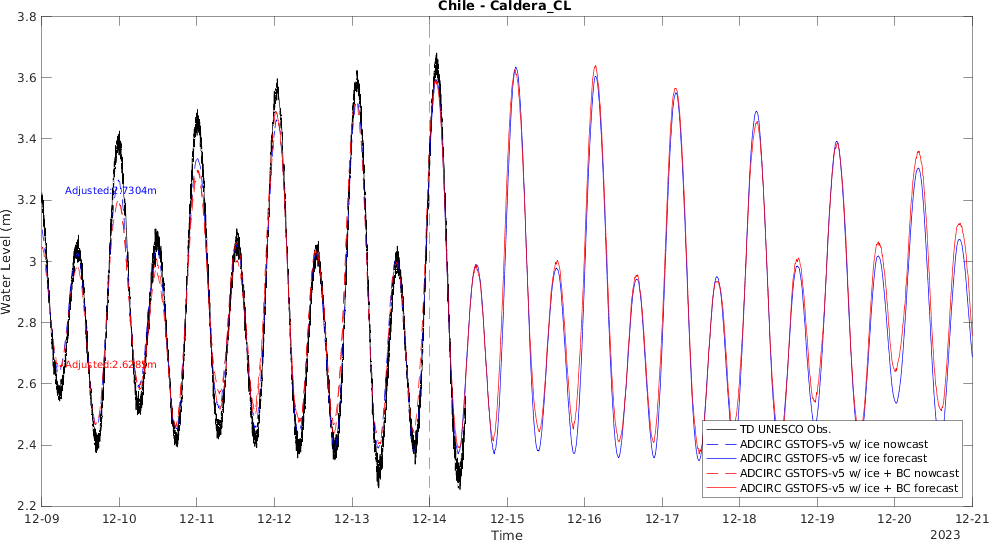 Chile - Caldera_CL
3.8
3.6
3.4
3.2
3
2.8
2.6
2.4
2.2
Water Level (m)
Adjusted:2.7304m
Adjusted:2.6289m
TD UNESCO Obs.
ADCIRC GSTOFS-v5 w/ ice nowcast
ADCIRC GSTOFS-v5 w/ ice forecast
ADCIRC GSTOFS-v5 w/ ice + BC nowcast
ADCIRC GSTOFS-v5 w/ ice + BC forecast
12-09 12-10 12-11 12-12 12-13 12-14 12-15 12-16 12-17 12-18 12-19 12-20 12-21
Time
2023